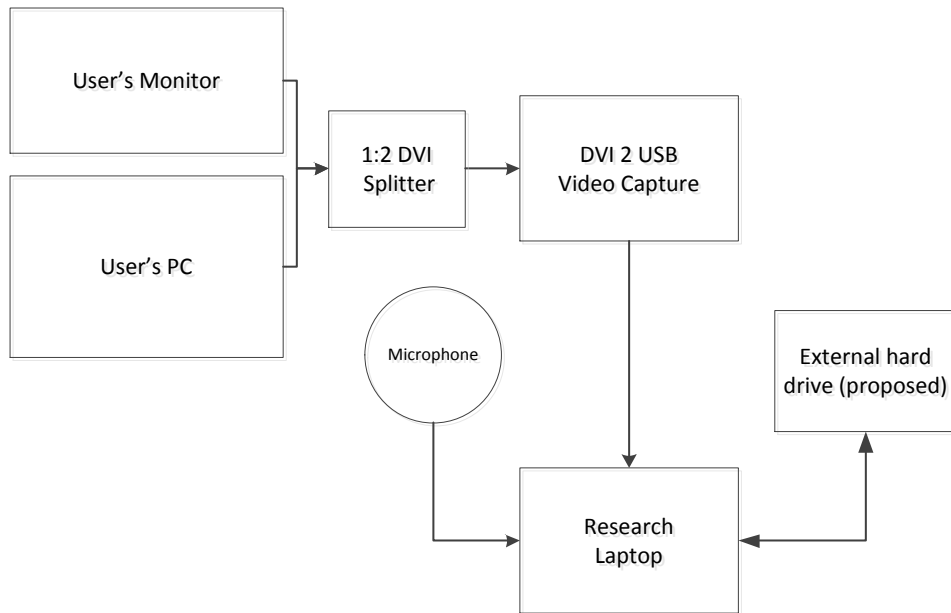 User’s Monitor
1:2 DVI
Splitter
DVI 2 USB
Video Capture
User’s PC
Microphone
External hard
drive (proposed)
Research
Laptop